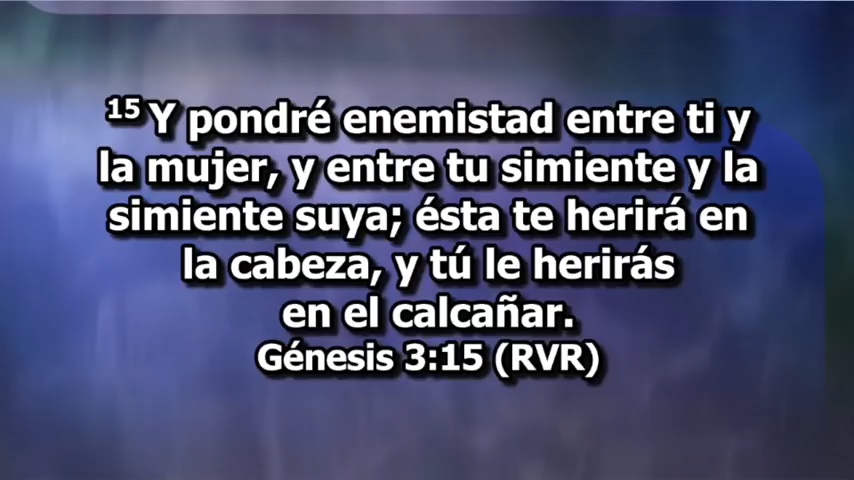 15 Y pondré enemistad entre ti y
la mujer, y entre tu simiente y la
simiente suya; ésta te herirá en
la cabeza, y tú le herirás
en el calcañar.
Génesis 3:15 (RVR)